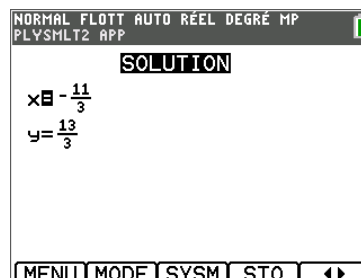 NORMAL FLOTT AUTO RÉEL DEGRÉ MP
PLYSMLT2 APP
SOLUTION
x=-11/3
y=13/3
MENU MODE SYSM STO ◄►